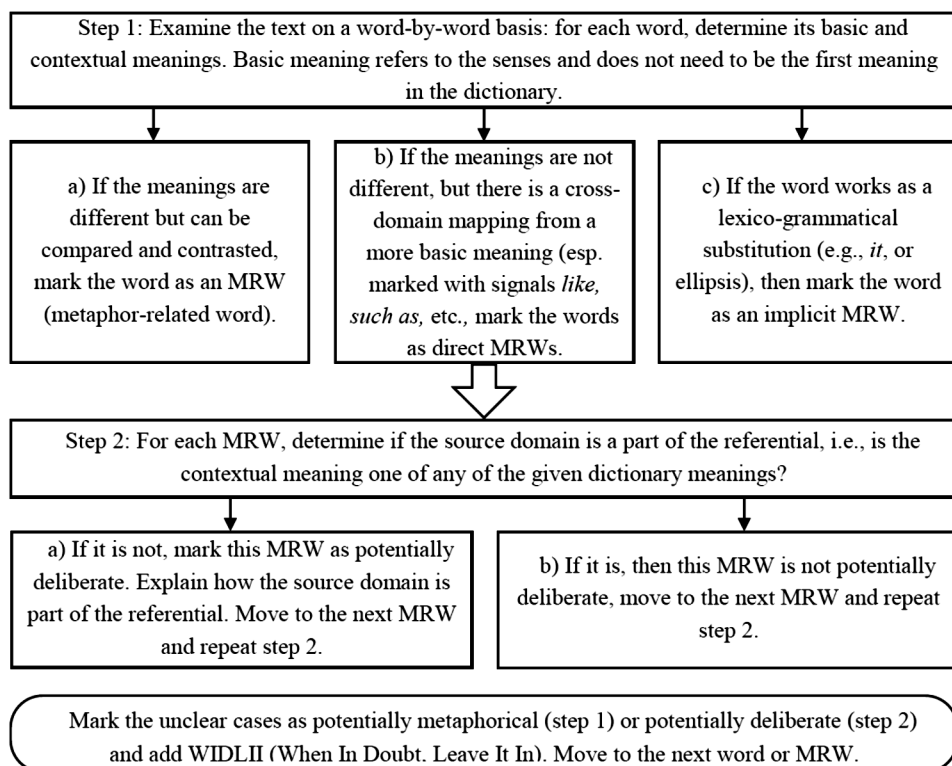 Step 1: Examine the text on a word-by-word basis: for each word, determine its basic and
contextual meanings. Basic meaning refers to the senses and does not need to be the first meaning
in the dictionary.
a) If the meanings are
different but can be
compared and contrasted,
mark the word as an MRW
(metaphor-related word).
b) If the meanings are not
different, but there is a cross-
domain mapping from a
more basic meaning (esp.
marked with signals like,
such as, etc., mark the words
as direct MRWs.
c) If the word works as a
lexico-grammatical
substitution (e.g., it, or
ellipsis), then mark the word
as an implicit MRW.
Step 2: For each MRW, determine if the source domain is a part of the referential, i.e., is the
contextual meaning one of any of the given dictionary meanings?
a) If it is not, mark this MRW as potentially
deliberate. Explain how the source domain is
part of the referential. Move to the next MRW
and repeat step 2.
b) If it is, then this MRW is not potentially
deliberate, move to the next MRW and repeat
step 2.
Mark the unclear cases as potentially metaphorical (step 1) or potentially deliberate (step 2)
and add WIDLII (When In Doubt, Leave It In). Move to the next word or MRW.